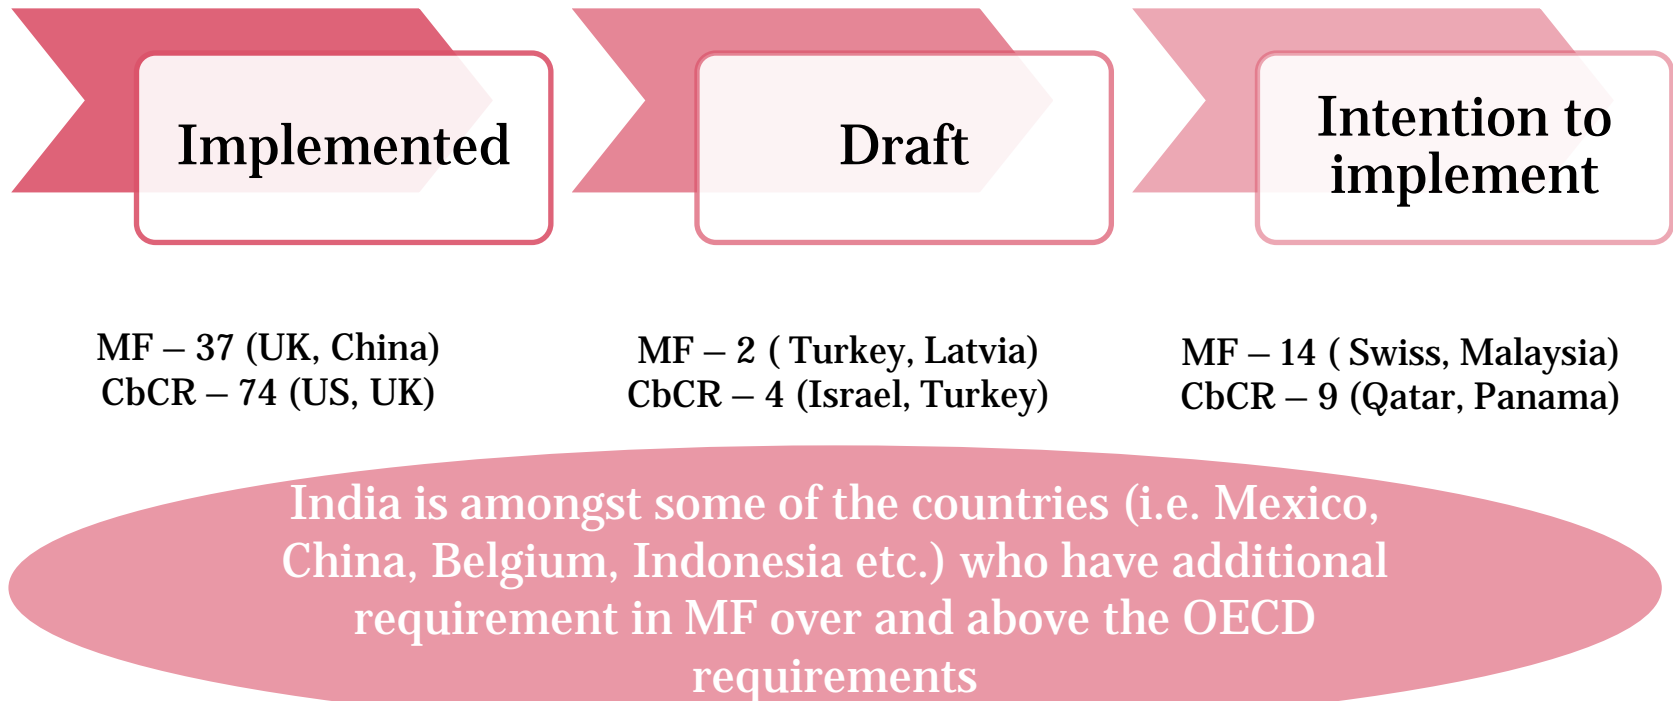 Implemented
Draft
Intention to
implement
MF – 37 (UK, China)
CbCR – 74 (US, UK)
MF – 2 ( Turkey, Latvia)
CbCR – 4 (Israel, Turkey)
MF – 14 ( Swiss, Malaysia)
CbCR – 9 (Qatar, Panama)
India is amongst some of the countries (i.e. Mexico,
China, Belgium, Indonesia etc.) who have additional
requirement in MF over and above the OECD
requirements